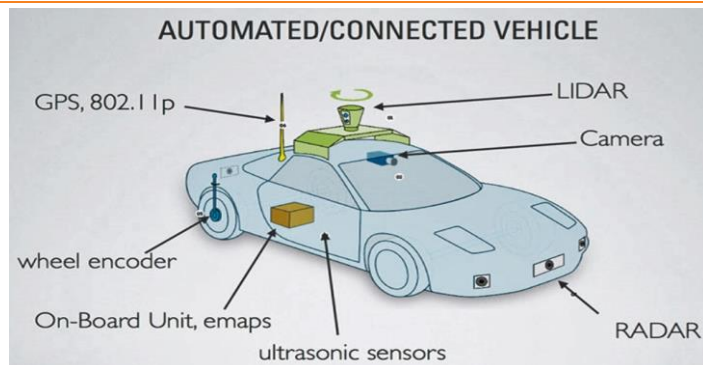 AUTOMATED/CONNECTED VEHICLE
GPS, 802.11p
LIDAR
Camera
wheel encoder
On-Board Unit, emaps
ultrasonic sensors
RADAR